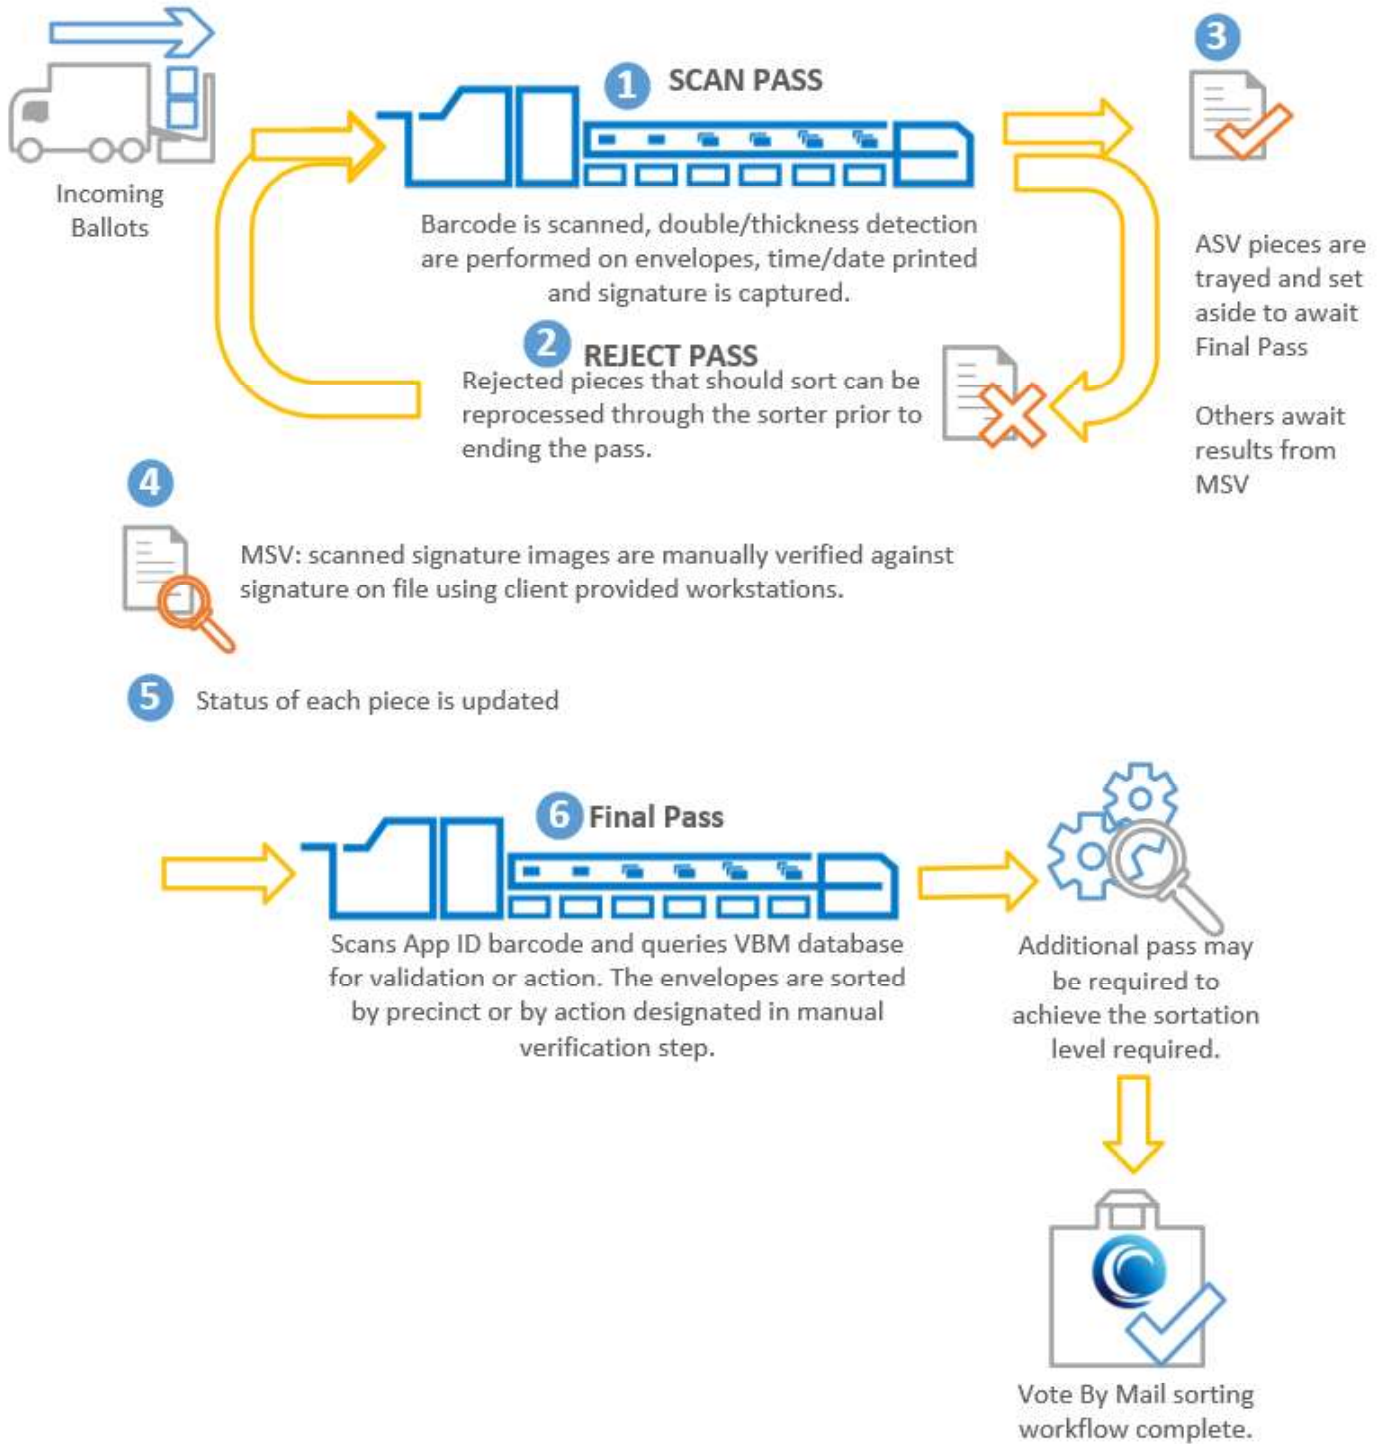 Incoming
Ballots
1 SCAN PASS
Barcode is scanned, double/thickness detection
are performed on envelopes, time/date printed
and signature is captured.
2 REJECT PASS
Rejected pieces that should sort can be
reprocessed through the sorter prior to
ending the pass.
3
ASV pieces are
trayed and set
aside to await
Final Pass
Others await
results from
MSV
4
MSV: scanned signature images are manually verified against
signature on file using client provided workstations.
5 Status of each piece is updated
6 Final Pass
Scans App ID barcode and queries VBM database
for validation or action. The envelopes are sorted
by precinct or by action designated in manual
verification step.
Additional pass may
be required to
achieve the sortation
level required.
Vote By Mail sorting
workflow complete.